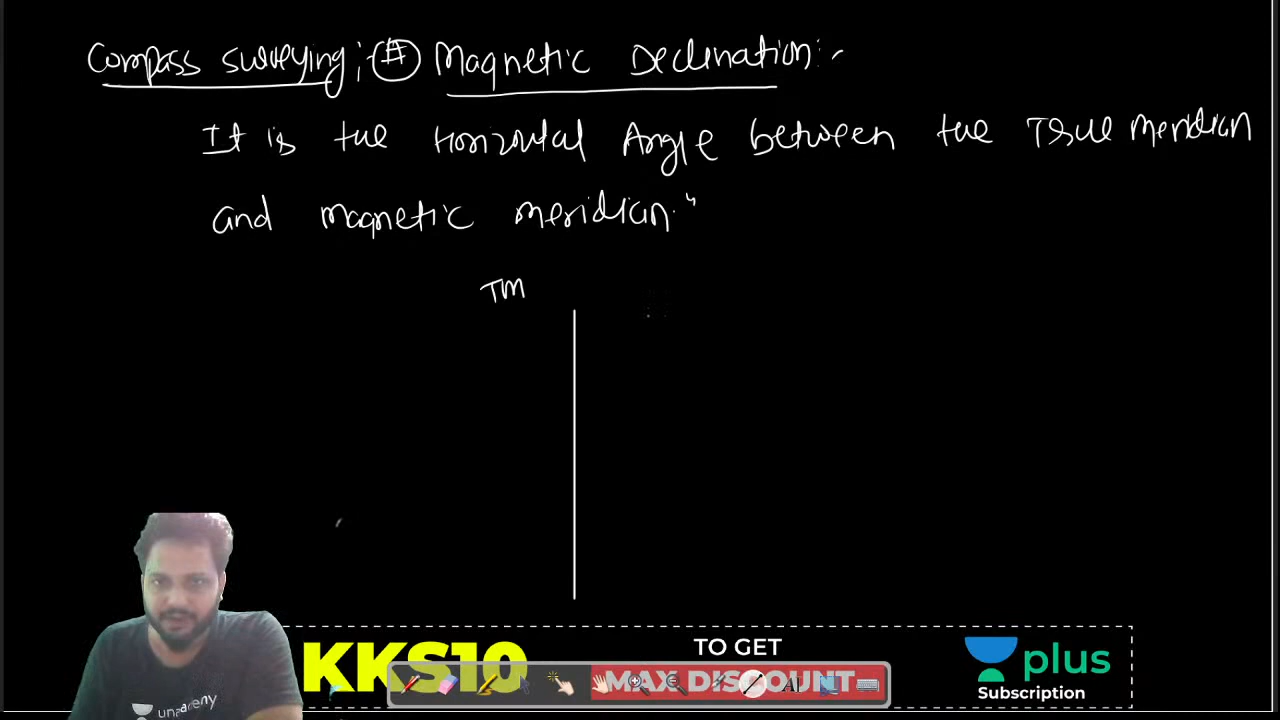 Compass surveying; # Magnetic Declination:-
It is the Horizontal Angle between the True Meridian
and magnetic meridian."
TM
KKS10
TO GET
MAX DISCOUNT
plus
Subscription